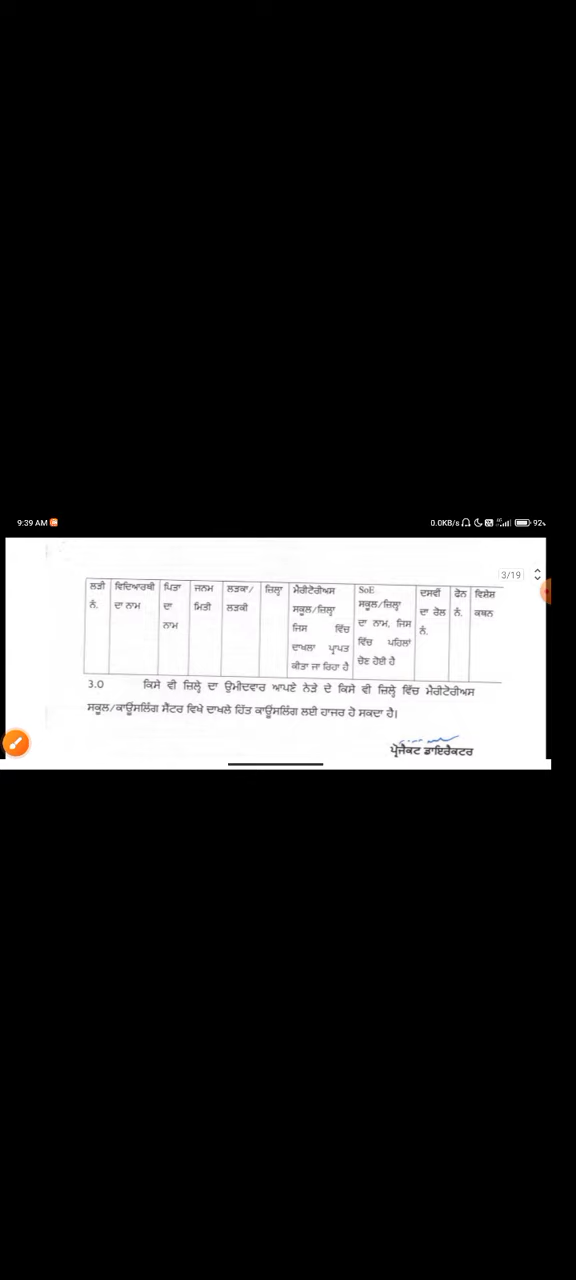 9:39 AM
0.0KB/s
92%
3/19
ਲੜੀ ਨੰ.
ਵਿਦਿਆਰਥੀ ਦਾ ਨਾਮ
ਪਿਤਾ ਦਾ ਨਾਮ
ਜਨਮ ਮਿਤੀ
ਲੜਕਾ/ ਲੜਕੀ
ਜ਼ਿਲ੍ਹਾ
ਮੈਰੀਟੋਰੀਅਸ
ਸਕੂਲ/ਜ਼ਿਲ੍ਹਾ
ਜਿਸ ਵਿੱਚ
ਦਾਖਲਾ ਪ੍ਰਾਪਤ
ਕੀਤਾ ਜਾ ਰਿਹਾ ਹੈ
SoE
ਸਕੂਲ/ਜ਼ਿਲ੍ਹਾ
ਦਾ ਨਾਮ, ਜਿਸ
ਵਿੱਚ ਪਹਿਲਾਂ
ਚੋਣ ਹੋਈ ਹੈ
ਦਸਵੀਂ
ਦਾ ਰੋਲ
ਨੰ.
ਫੋਨ
ਨੰ.
ਵਿਸ਼ੇਸ਼
ਕਥਨ
3.0 ਕਿਸੇ ਵੀ ਜ਼ਿਲ੍ਹੇ ਦਾ ਉਮੀਦਵਾਰ ਆਪਣੇ ਨੇੜੇ ਦੇ ਕਿਸੇ ਵੀ ਜ਼ਿਲ੍ਹੇ ਵਿੱਚ ਮੈਰੀਟੋਰੀਅਸ
ਸਕੂਲ/ਕਾਊਂਸਲਿੰਗ ਸੈਂਟਰ ਵਿਖੇ ਦਾਖਲੇ ਹਿੱਤ ਕਾਊਂਸਲਿੰਗ ਲਈ ਹਾਜਰ ਹੋ ਸਕਦਾ ਹੈ।
ਪ੍ਰੋਜੈਕਟ ਡਾਇਰੈਕਟਰ